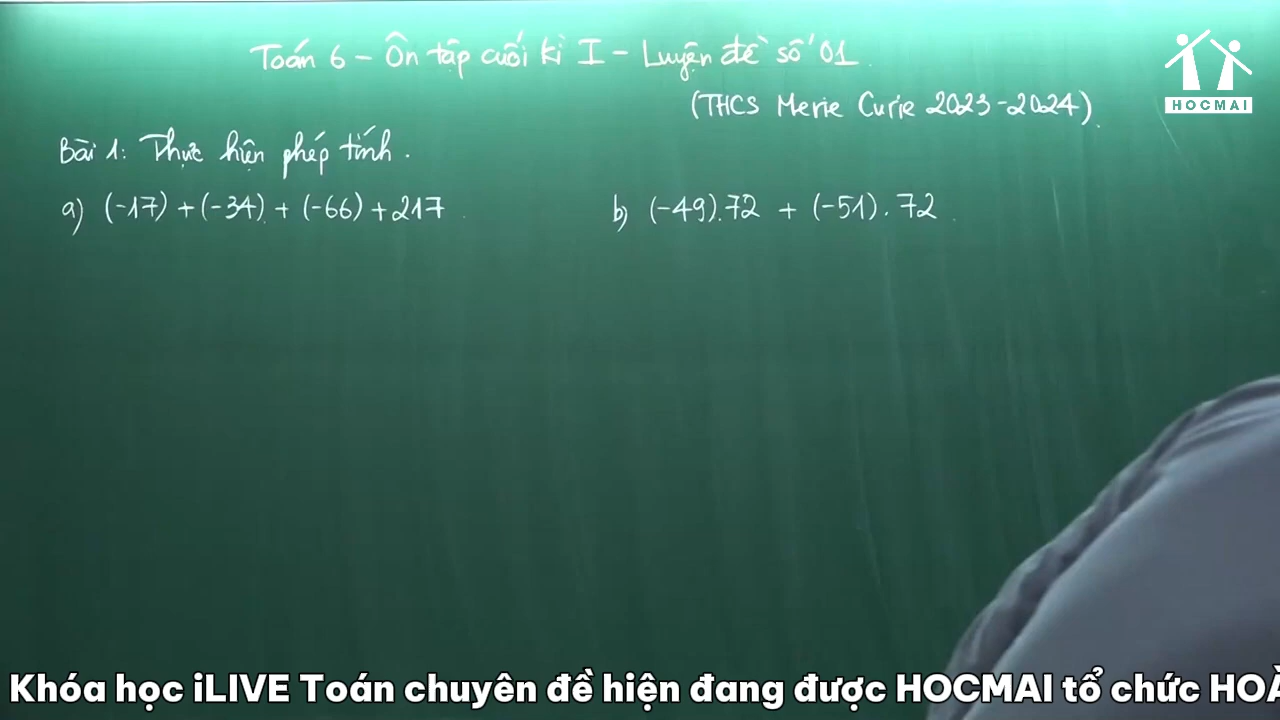 Toán 6 - Ôn tập cuối kì I - Luyện đề số 01
(THCS Merie Curie 2023-2024).
HOCMAI
Bài 1: Thực hiện phép tính.
a) (-17) + (-34) + (-66) + 217
b) (-49).72 + (-51).72
Khóa học iLIVE Toán chuyên đề hiện đang được HOCMAI tổ chức HOÀ